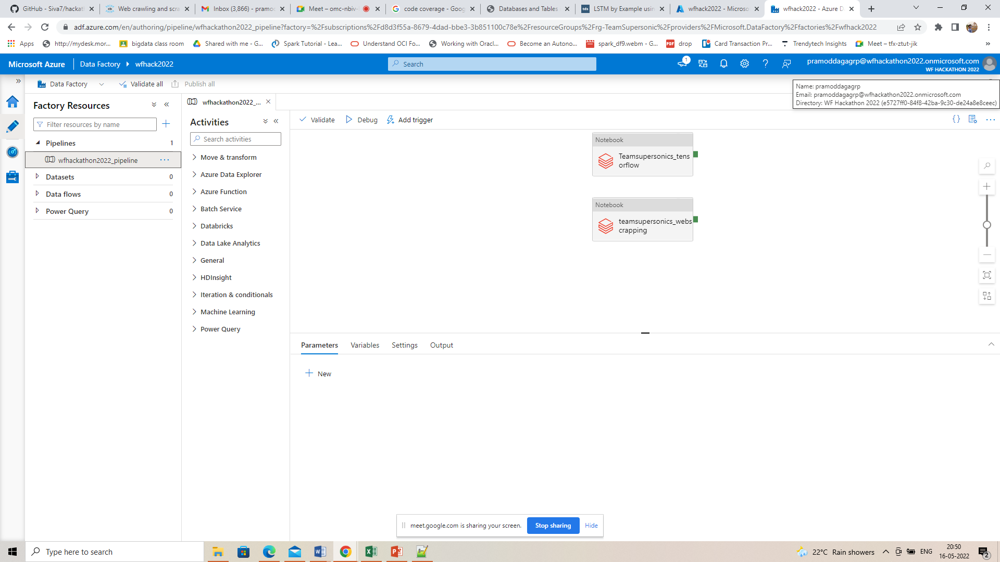 GitHub - Siva7/hackat
Web crawling and scra
Inbox (3,866) - pramod
Meet – omc-nbiv-
code coverage - Goog
Databases and Tables
LSTM by Example usin
wfhack2022 - Microso
wfhack2022 - Azure D
adf.azure.com/en/authoring/pipeline/wfhackathon2022_pipeline?factory=%2Fsubscriptions%2Fd8d3f55a-8679-4dad-bbe3-3b851100c78e%2FresourceGroups%2Frg-TeamSupersonic%2Fproviders%2FMicrosoft.DataFactory%2Ffactories%2Fwfhack2022
Apps
http://mydesk.mor...
bigdata class room
Shared with me - G...
Spark Tutorial - Lea...
Understand OCI Fo...
Working with Oracl...
Become an Autono...
spark_df9.webm - G...
PDF
drop
Card Transaction Pr...
Trendytech Insights
Meet – tfx-ztut-jik
Microsoft Azure
Data Factory
wfhack2022
Search
1
pramoddagagrp@wfhackathon2022.onmicrosoft.com
WF HACKATHON 2022
Data Factory
Validate all
Publish all
Name: pramoddagagrp
Email: pramoddagagrp@wfhackathon2022.onmicrosoft.com
Directory: WF Hackathon 2022 (e5727ff0-84f8-42ba-9c30-de24a8e8ceec)
Factory Resources
Filter resources by name
Pipelines 1
wfhackathon2022_pipeline
Datasets 0
Data flows 0
Power Query 0
wfhackathon2022_...
Activities
Search activities
Move & transform
Azure Data Explorer
Azure Function
Batch Service
Databricks
Data Lake Analytics
General
HDInsight
Iteration & conditionals
Machine Learning
Power Query
Validate
Debug
Add trigger
Notebook
Teamsupersonics_tens
orflow
Notebook
teamsupersonics_webs
crapping
Parameters
Variables
Settings
Output
New
meet.google.com is sharing your screen.
Stop sharing
Hide
Type here to search
22°C Rain showers
ENG
20:50
16-05-2022
2